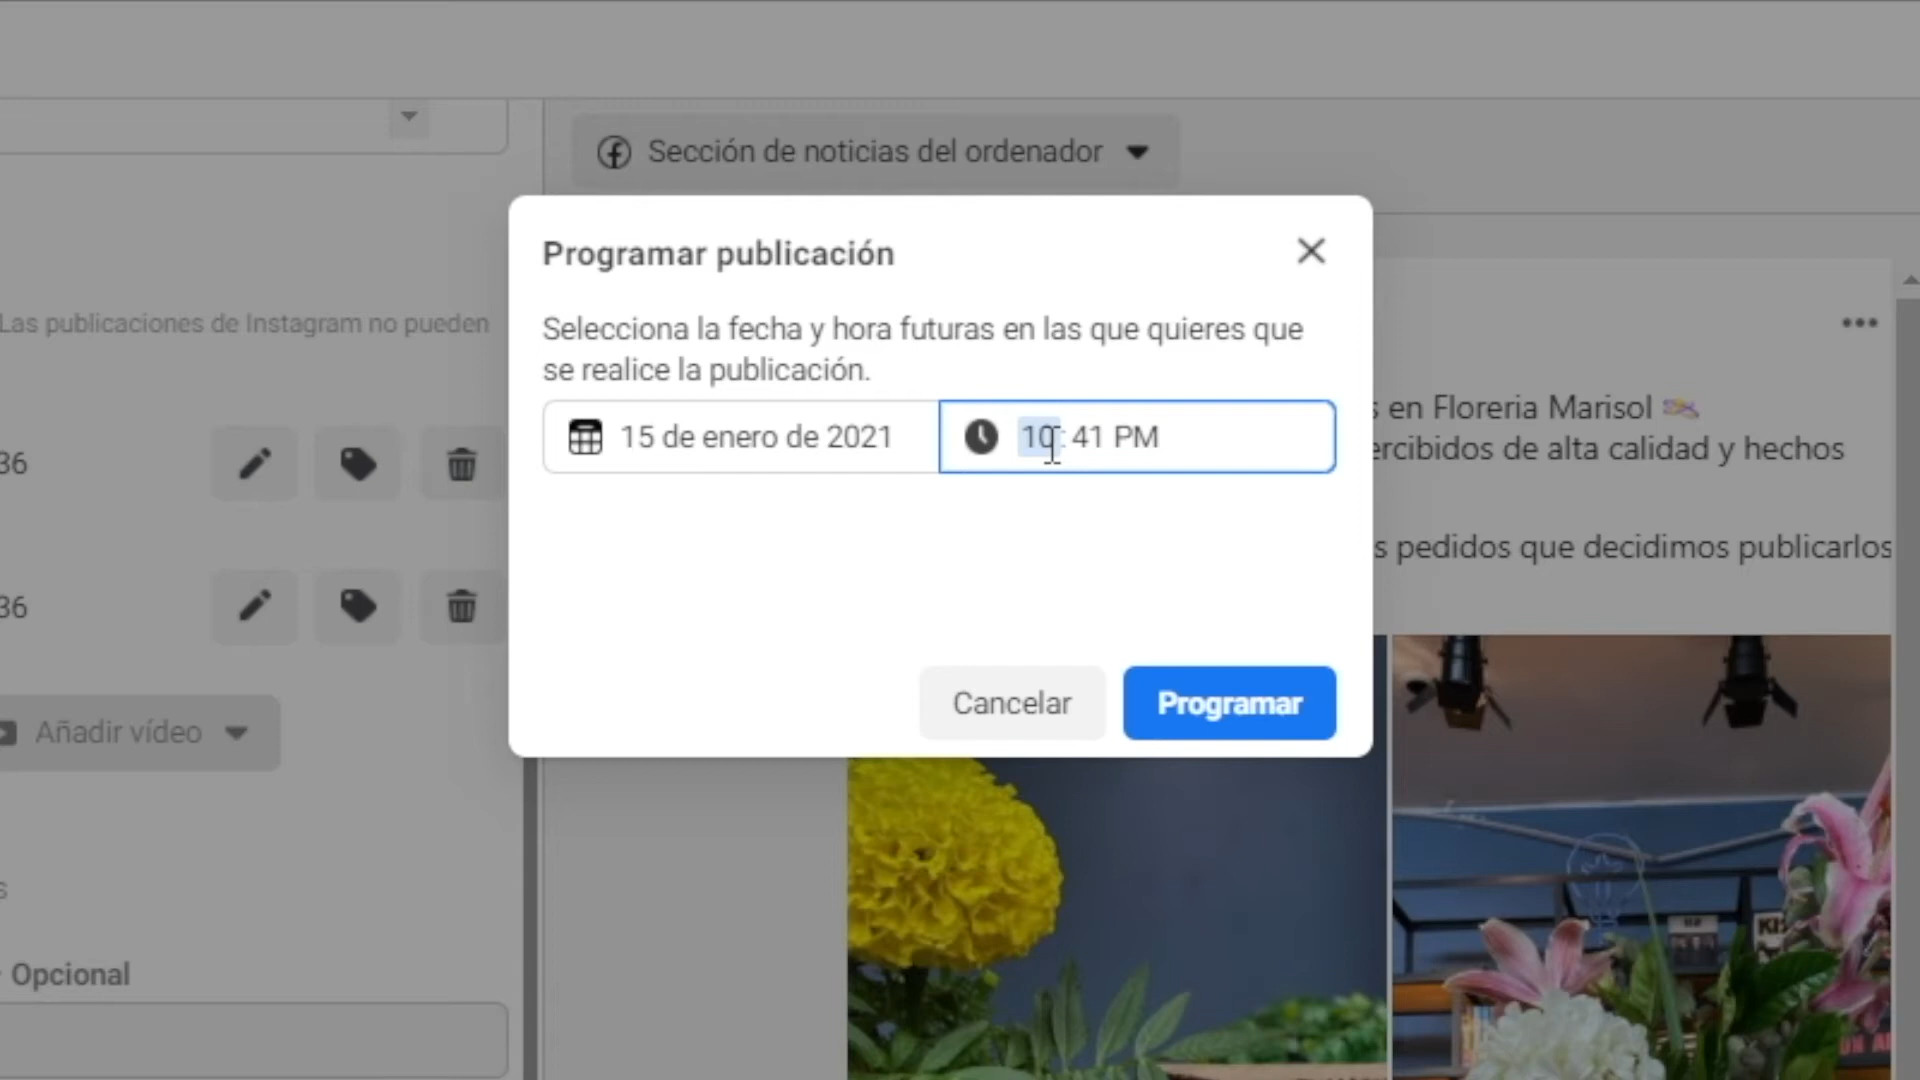 Sección de noticias del ordenador
Programar publicación
Selecciona la fecha y hora futuras en las que quieres que
se realice la publicación.
15 de enero de 2021
10:41 PM
Cancelar
Programar
Las publicaciones de Instagram no pueden
36
36
Añadir vídeo
s
Opcional
s en Floreria Marisol
ercibidos de alta calidad y hechos
s pedidos que decidimos publicarlos